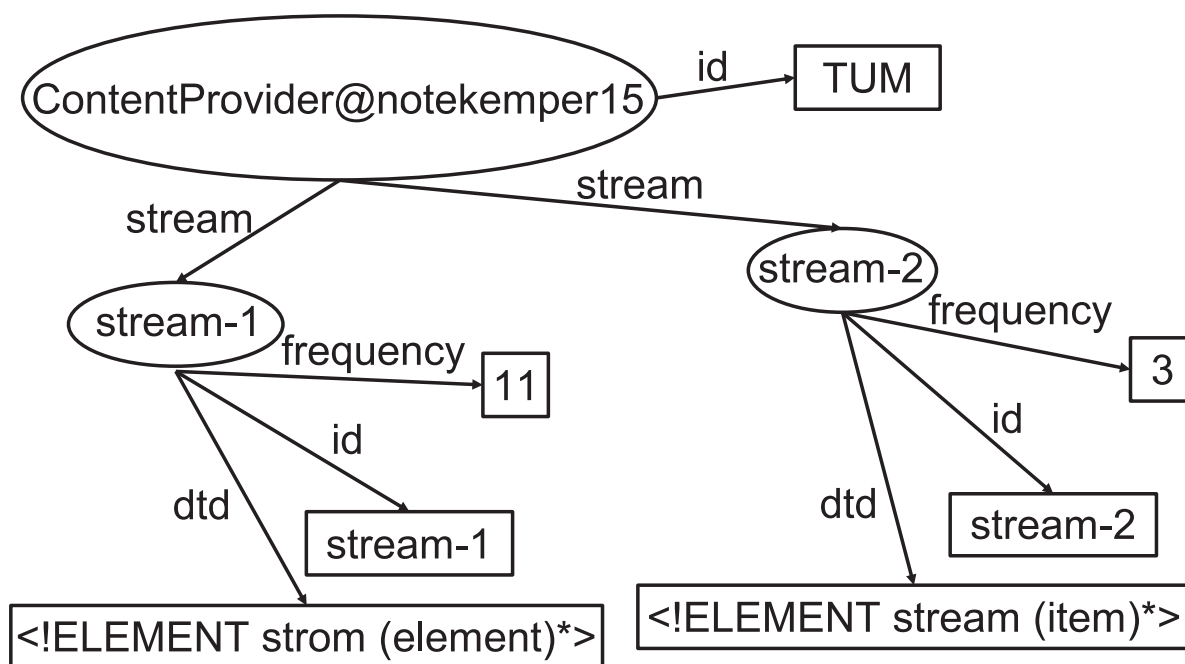 ContentProvider@notekemper15
id
TUM
stream
stream
stream-1
stream-2
frequency
11
frequency
3
id
id
dtd
dtd
stream-1
stream-2
<!ELEMENT strom (element)*>
<!ELEMENT stream (item)*>